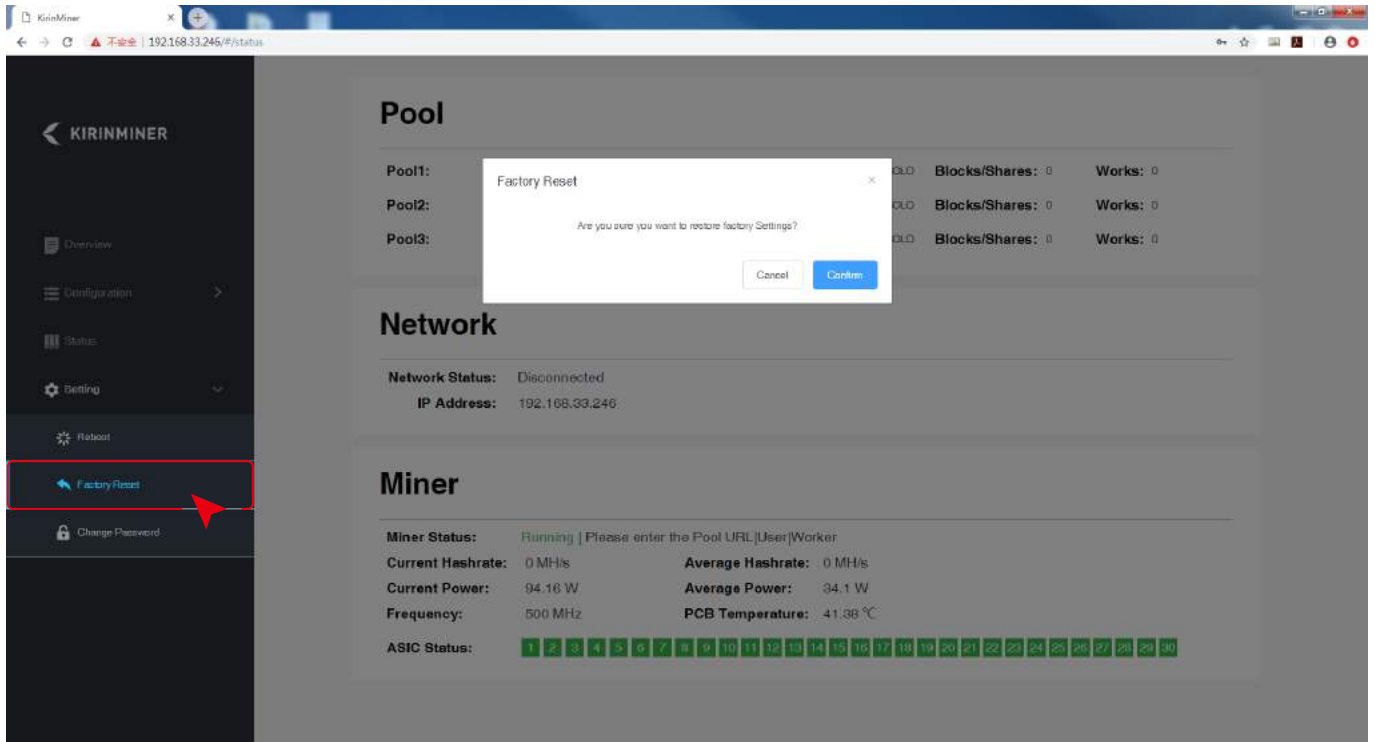 KirinMiner
不安全 | 192.168.33.246/#/status
KIRINMINER
Overview
Configuration
Status
Setting
Reboot
Factory Reset
Change Password
Pool
Pool1: OLO Blocks/Shares: 0 Works: 0
Pool2: OLO Blocks/Shares: 0 Works: 0
Pool3: OLO Blocks/Shares: 0 Works: 0
Factory Reset
Are you sure you want to restore factory Settings?
Cancel Confirm
Network
Network Status: Disconnected
IP Address: 192.168.33.246
Miner
Miner Status: Running | Please enter the Pool URL|User|Worker
Current Hashrate: 0 MH/s Average Hashrate: 0 MH/s
Current Power: 94.16 W Average Power: 34.1 W
Frequency: 500 MHz PCB Temperature: 41.38 ℃
ASIC Status: 1 2 3 4 5 6 7 8 9 10 11 12 13 14 15 16 17 18 19 20 21 22 23 24 25 26 27 28 29 30